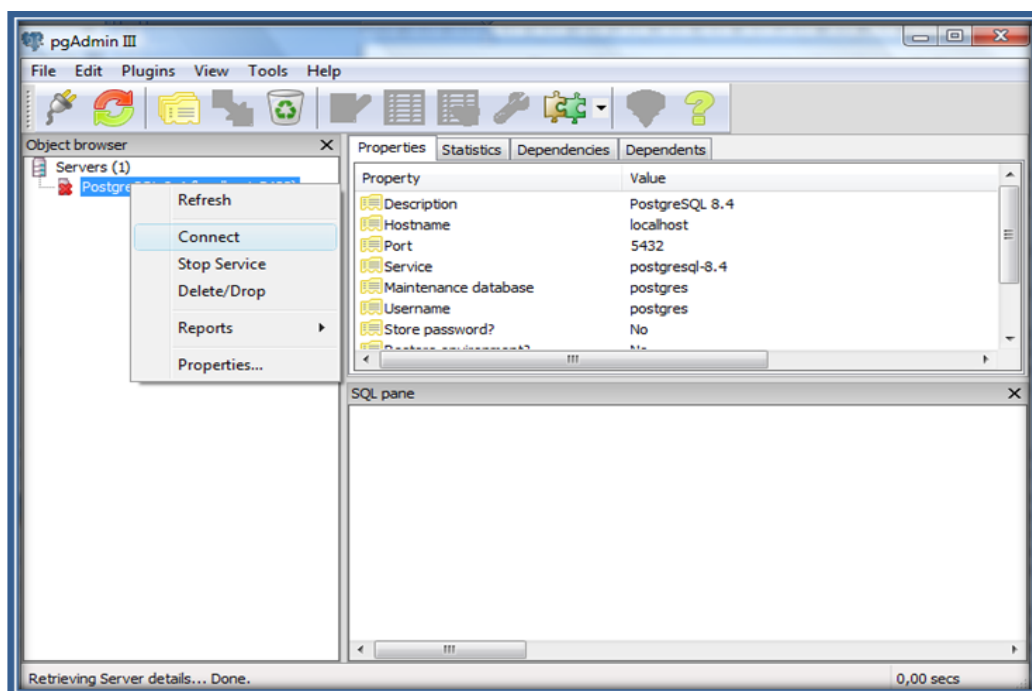 pgAdmin III
File Edit Plugins View Tools Help
Object browser
Servers (1)
Refresh
Connect
Stop Service
Delete/Drop
Reports
Properties...
Properties Statistics Dependencies Dependents
Property Value
Description PostgreSQL 8.4
Hostname localhost
Port 5432
Service postgresql-8.4
Maintenance database postgres
Username postgres
Store password? No
SQL pane
Retrieving Server details... Done. 0,00 secs